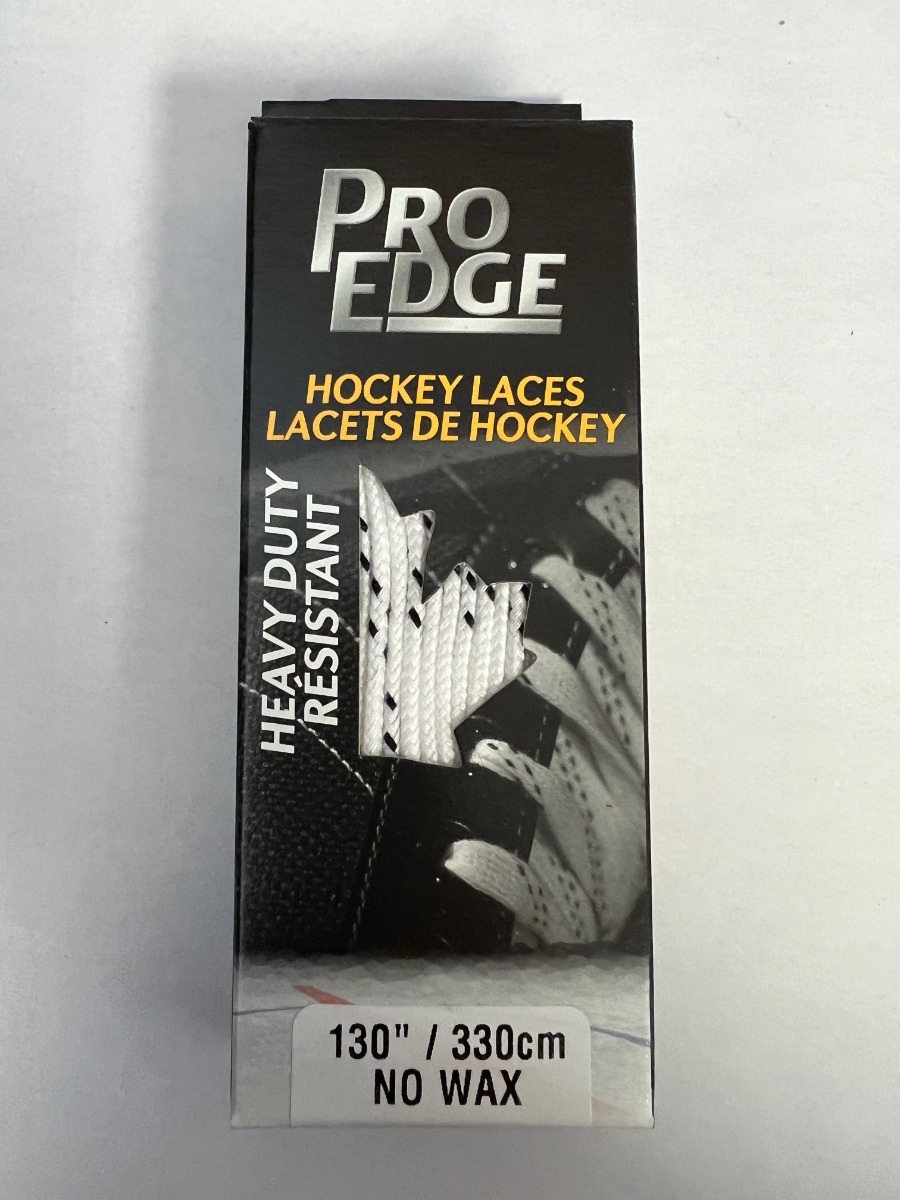 PRO
EDGE
HOCKEY LACES
LACETS DE HOCKEY
HEAVY DUTY
RÉSISTANT
130" / 330cm
NO WAX